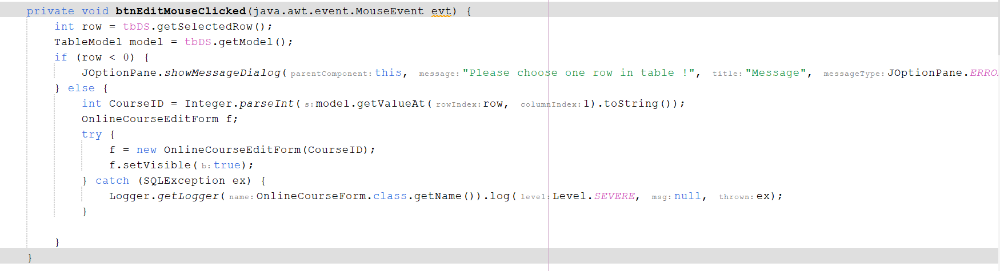 private void btnEditMouseClicked(java.awt.event.MouseEvent evt) {
int row = tbDS.getSelectedRow();
TableModel model = tbDS.getModel();
if (row < 0) {
JOptionPane.showMessageDialog( parentComponent: this,  message: "Please choose one row in table !",  title: "Message",  messageType: JOptionPane.ERRO
} else {
int CourseID = Integer.parseInt( s: model.getValueAt( rowIndex: row,  columnIndex: 1).toString());
OnlineCourseEditForm f;
try {
f = new OnlineCourseEditForm(CourseID);
f.setVisible( b: true);
} catch (SQLException ex) {
Logger.getLogger( name: OnlineCourseForm.class.getName()).log( level: Level.SEVERE,  msg: null,  thrown: ex);
}
}
}